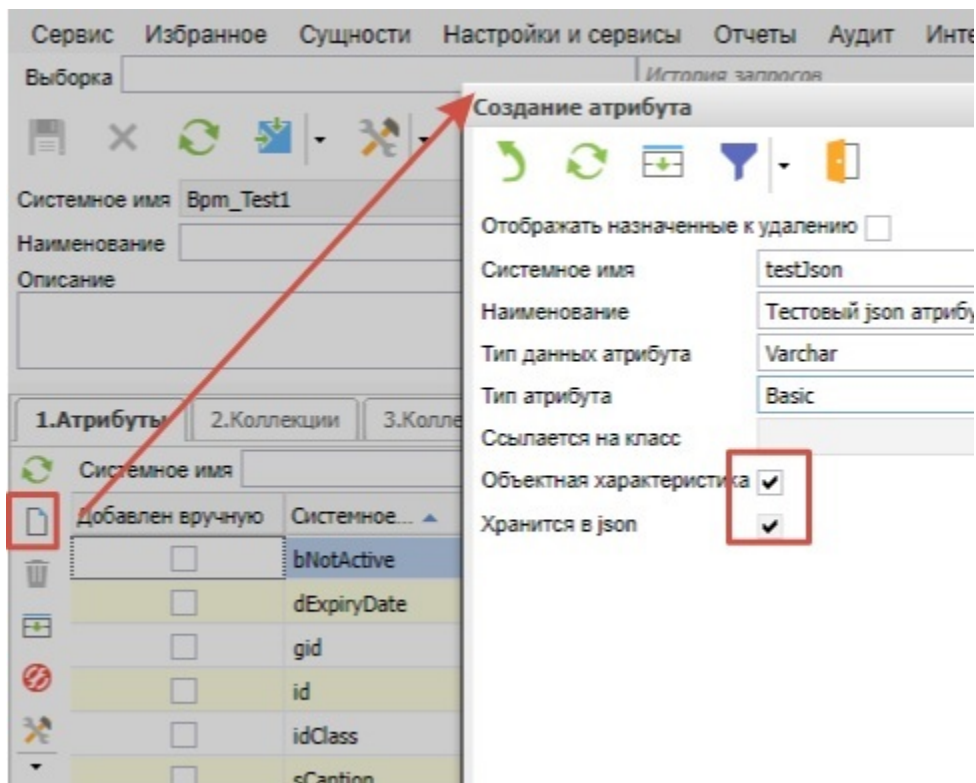 Сервис Избранное Сущности Настройки и сервисы Отчеты Аудит
Выборка История запросов
Создание атрибута
Системное имя Bpm_Test1
Наименование
Описание
Отображать назначенные к удалению
Системное имя testJson
Наименование Тестовый json
Тип данных атрибута Varchar
Тип атрибута Basic
Ссылается на класс
Объектная характеристика
Хранится в json
1.Атрибуты 2.Коллекции
Системное имя
Добавлен вручную Системное...
bNotActive
dExpiryDate
gid
id
idClass
sCaption